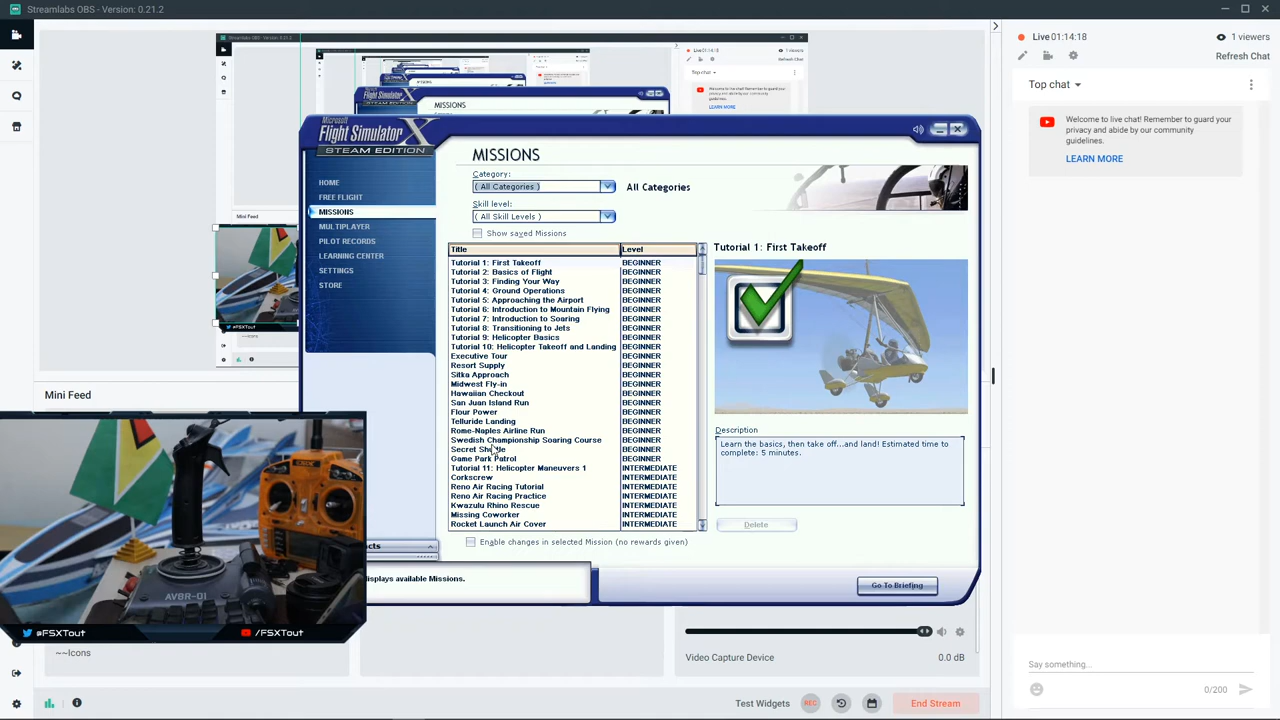 Streamlabs OBS - Version: 0.21.2
Live 01:14:18
1 viewers
Refresh Chat
Top chat
Welcome to live chat! Remember to guard your
privacy and abide by our community
guidelines.
LEARN MORE
MISSIONS
Microsoft
Flight Simulator X
STEAM EDITION
HOME
FREE FLIGHT
MISSIONS
MULTIPLAYER
PILOT RECORDS
LEARNING CENTER
SETTINGS
STORE
MISSIONS
Category:
( All Categories )
All Categories
Skill level:
( All Skill Levels )
Show saved Missions
Title Level
Tutorial 1: First Takeoff BEGINNER
Tutorial 2: Basics of Flight BEGINNER
Tutorial 3: Finding Your Way BEGINNER
Tutorial 4: Ground Operations BEGINNER
Tutorial 5: Approaching the Airport BEGINNER
Tutorial 6: Introduction to Mountain Flying BEGINNER
Tutorial 7: Introduction to Soaring BEGINNER
Tutorial 8: Transitioning to Jets BEGINNER
Tutorial 9: Helicopter Basics BEGINNER
Tutorial 10: Helicopter Takeoff and Landing BEGINNER
Executive Tour BEGINNER
Resort Supply BEGINNER
Sitka Approach BEGINNER
Midwest Fly-in BEGINNER
Hawaiian Checkout BEGINNER
San Juan Island Run BEGINNER
Flour Power BEGINNER
Telluride Landing BEGINNER
Rome-Naples Airline Run BEGINNER
Swedish Championship Soaring Course BEGINNER
Secret Shuttle BEGINNER
Game Park Patrol BEGINNER
Tutorial 11: Helicopter Maneuvers 1 INTERMEDIATE
Corkscrew INTERMEDIATE
Reno Air Racing Tutorial INTERMEDIATE
Reno Air Racing Practice INTERMEDIATE
Kwazulu Rhino Rescue INTERMEDIATE
Missing Coworker INTERMEDIATE
Rocket Launch Air Cover INTERMEDIATE
Tutorial 1: First Takeoff
Description
Learn the basics, then take off...and land! Estimated time to
complete: 5 minutes.
Delete
Enable changes in selected Mission (no rewards given)
displays available Missions.
Go To Briefing
Mini Feed
AVBR-01
@FSXTout
/FSXTout
~~Icons
Video Capture Device
0.0 dB
Say something...
0/200
Test Widgets
REC
End Stream